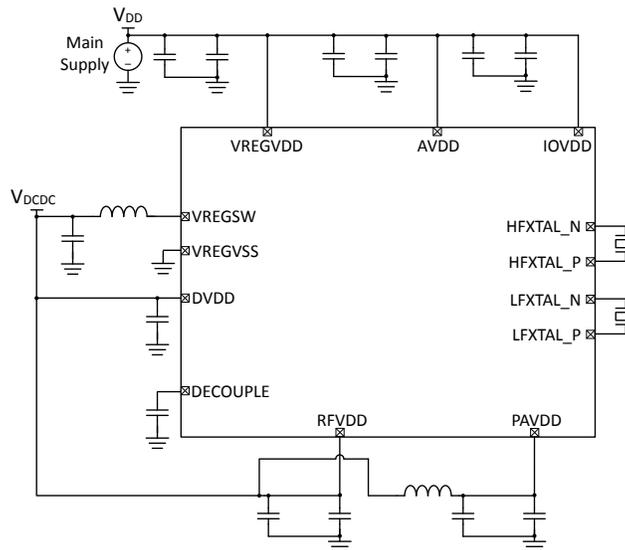 VDD
Main
Supply
VREGVDD
AVDD
IOVDD
VDCDC
VREGSW
HFXTAL_N
VREGVSS
HFXTAL_P
DVDD
LFXTAL_N
LFXTAL_P
DECOUPLE
RFVDD
PAVDD